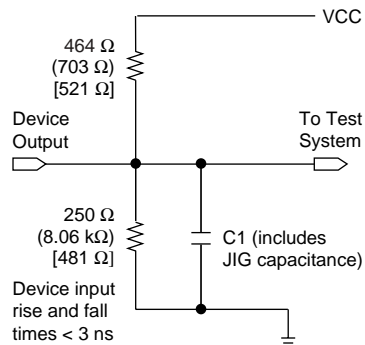 VCC
464 Ω
(703 Ω)
[521 Ω]
Device
Output
To Test
System
250 Ω
(8.06 kΩ)
[481 Ω]
C1 (includes
JIG capacitance)
Device input
rise and fall
times < 3 ns